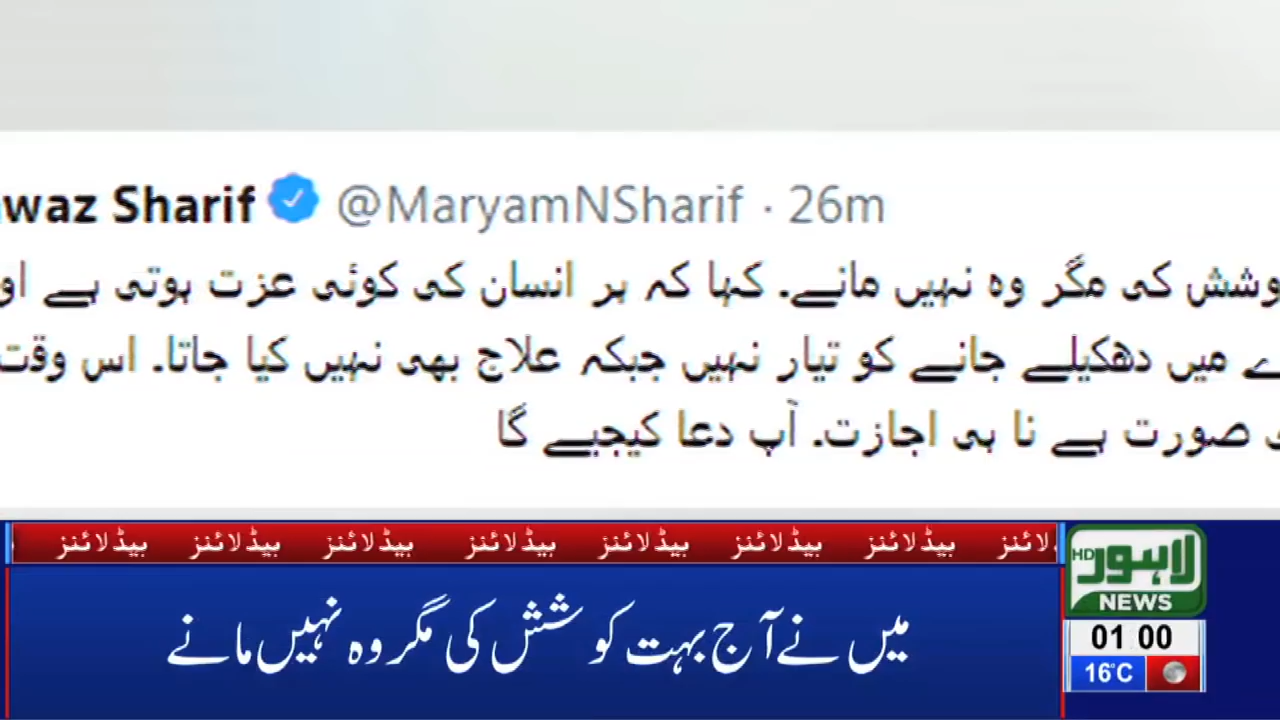 waz Sharif @MaryamNSharif · 26m
وشش کی مگر وہ نہیں مانے۔ کہا کہ ہر انسان کی کوئی عزت ہوتی ہے او
ے میں دھکیلے جانے کو تیار نہیں جبکہ علاج بھی نہیں کیا جاتا۔ اس وقت
صورت ہے نا ہی اجازت۔ آپ دعا کیجیے گا
ہیڈلائنز ہیڈلائنز ہیڈلائنز ہیڈلائنز ہیڈلائنز ہیڈلائنز ہیڈلائنز لائنز
میں نے آج بہت کوشش کی مگر وہ نہیں مانے
لاہور HD
NEWS
01 00
16°C